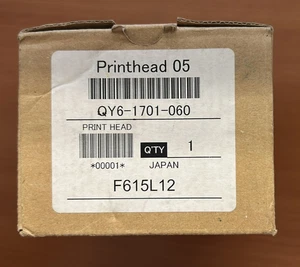 Printhead 05
QY6-1701-060
PRINT HEAD
Q'TY 1
*00001* JAPAN
F615L12